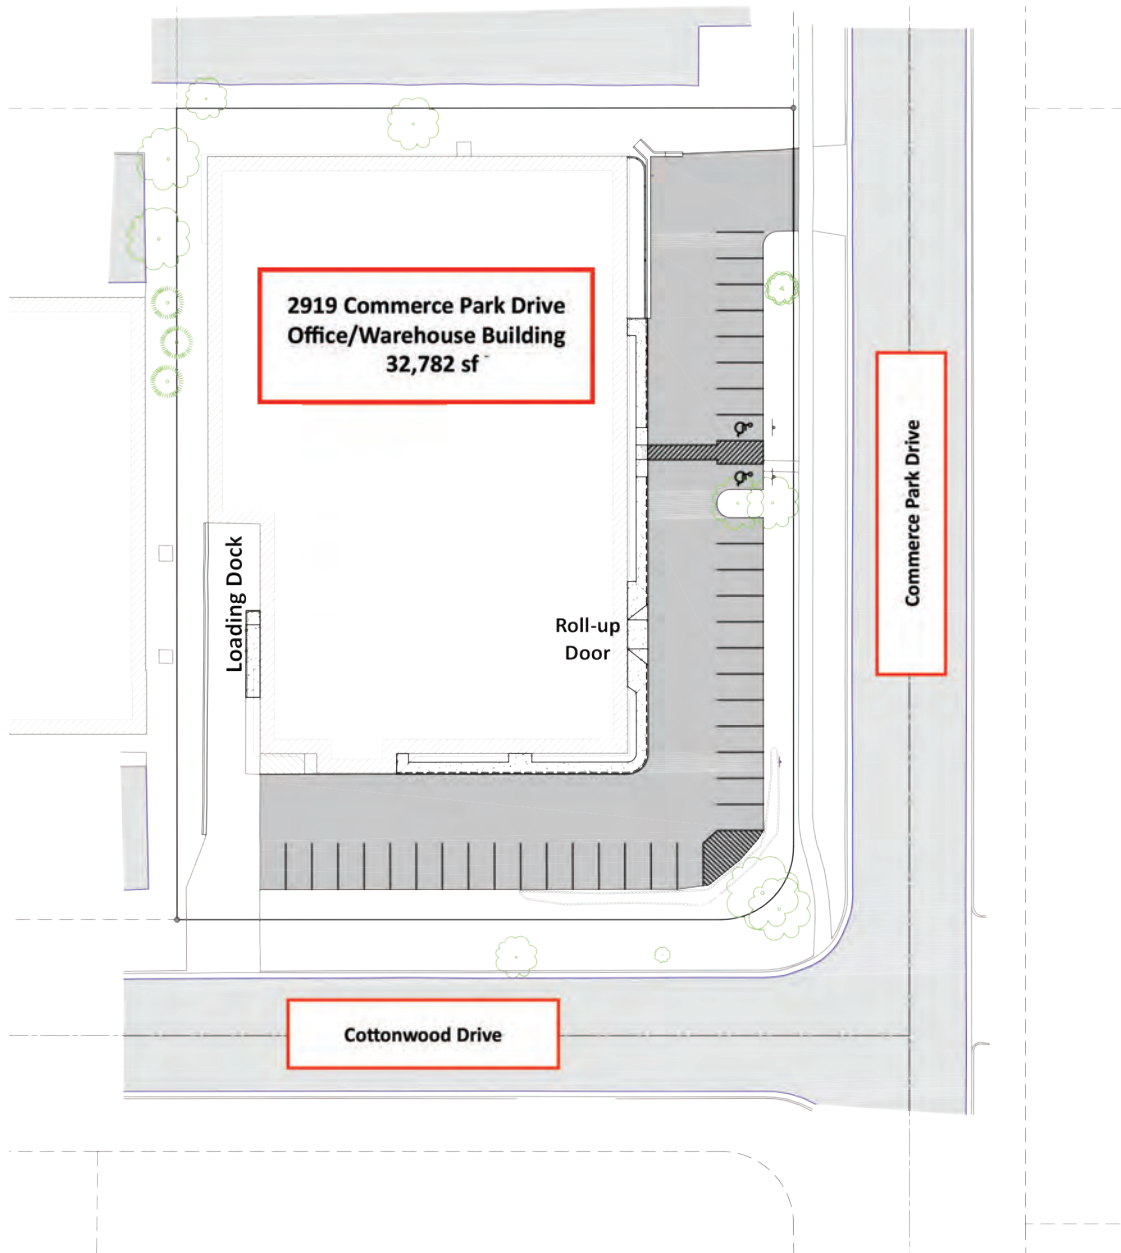 2919 Commerce Park Drive
Office/Warehouse Building
32,782 sf
Commerce Park Drive
Loading Dock
Roll-up
Door
Cottonwood Drive